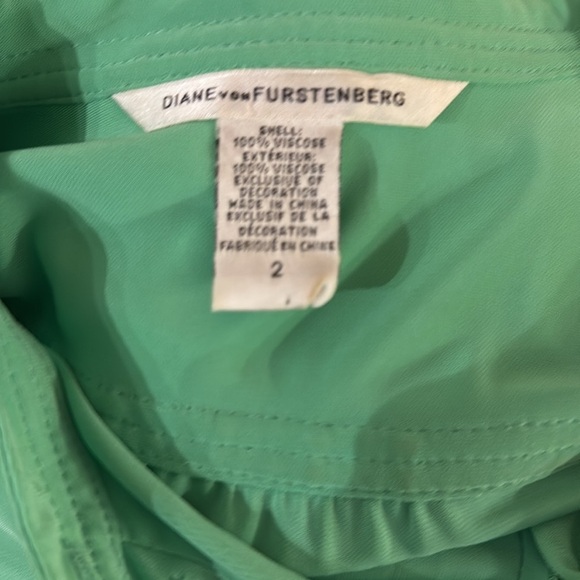 DIANE VON FURSTENBERG
SHELL:
100% VISCOSE
EXTÉRIEUR:
100% VISCOSE
EXCLUSIVE OF
DECORATION
MADE IN CHINA
EXCLUSIF DE LA
DÉCORATION
FABRIQUÉ EN CHINE
2